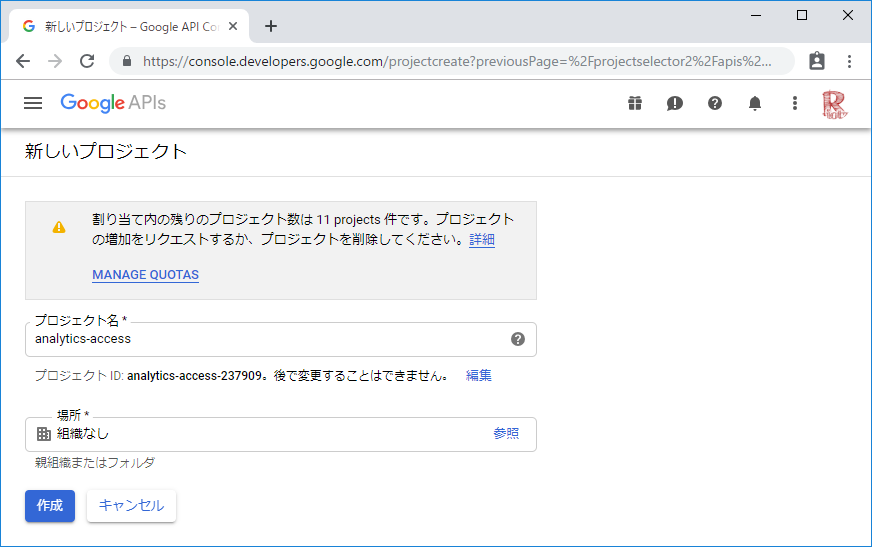 新しいプロジェクト – Google API Co
https://console.developers.google.com/projectcreate?previousPage=%2Fprojectselector2%2Fapis%2...
Google APIs
新しいプロジェクト
割り当て内の残りのプロジェクト数は 11 projects 件です。プロジェクト
の増加をリクエストするか、プロジェクトを削除してください。詳細
MANAGE QUOTAS
プロジェクト名 *
analytics-access
プロジェクト ID: analytics-access-237909。後で変更することはできません。 編集
場所 *
組織なし 参照
親組織またはフォルダ
作成 キャンセル